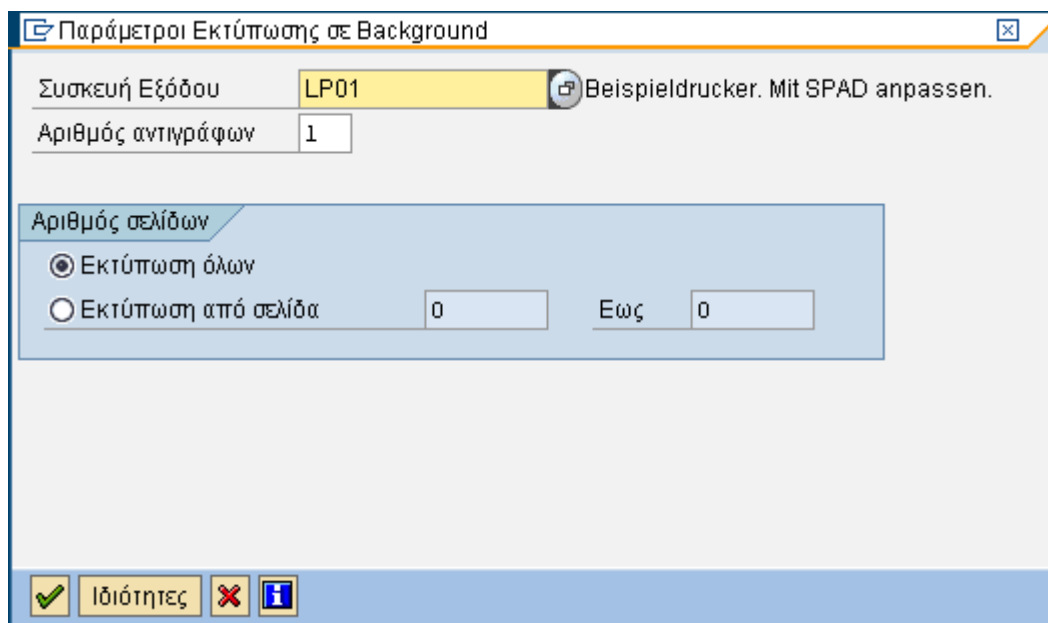 Παράμετροι Εκτύπωσης σε Background
Συσκευή Εξόδου LP01 Beispieldrucker. Mit SPAD anpassen.
Αριθμός αντιγράφων 1
Αριθμός σελίδων
Εκτύπωση όλων
Εκτύπωση από σελίδα 0 Εως 0
Ιδιότητες